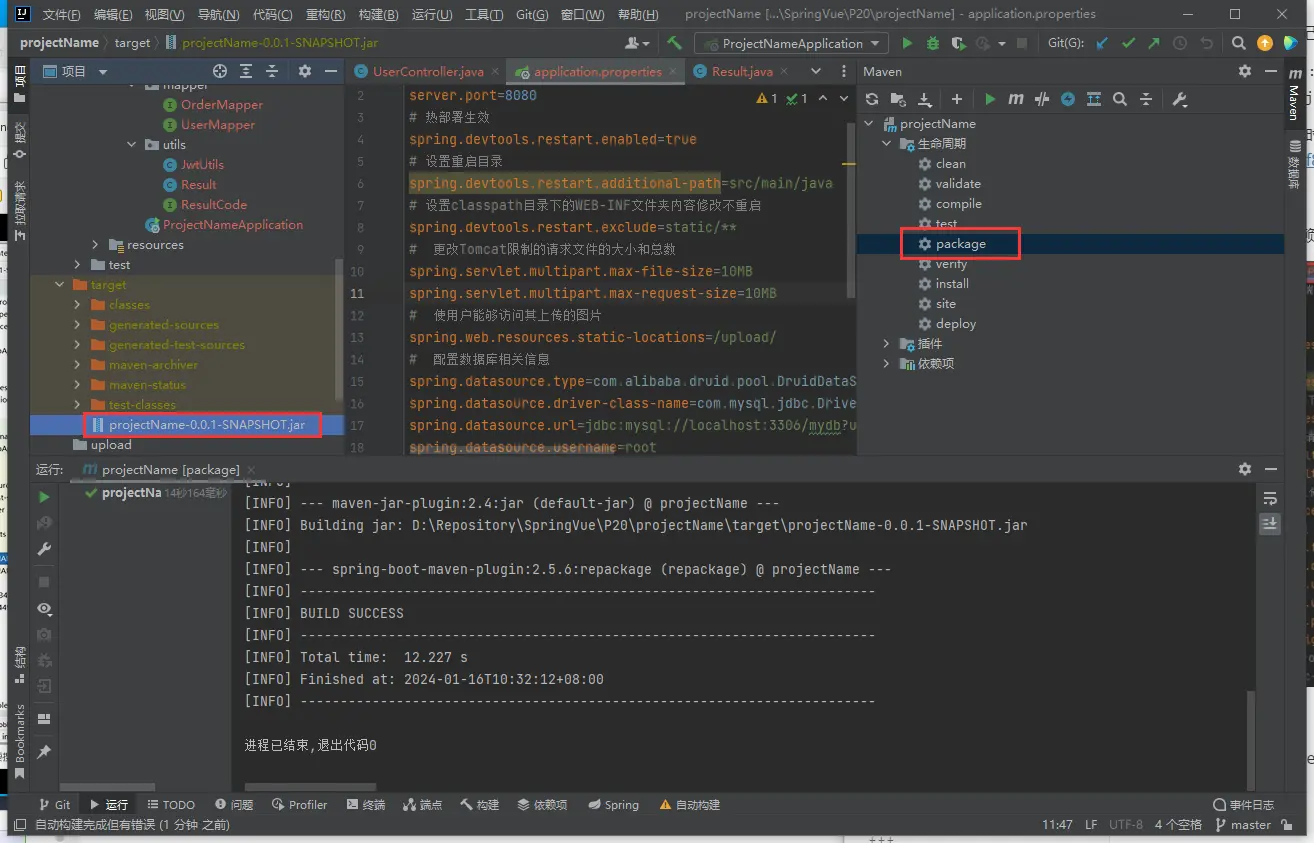 文件(F) 编辑(E) 视图(V) 导航(N) 代码(C) 重构(R) 构建(B) 运行(U) 工具(T) Git(G) 窗口(W) 帮助(H) projectName [...\SpringVue\P20\projectName] - application.properties
projectName target projectName-0.0.1-SNAPSHOT.jar
ProjectNameApplication Git(G):
项目
UserController.java application.properties Result.java
Maven
项目
提交
拉取请求
mapper
OrderMapper
UserMapper
utils
JwtUtils
Result
ResultCode
ProjectNameApplication
resources
test
target
classes
generated-sources
generated-test-sources
maven-archiver
maven-status
test-classes
projectName-0.0.1-SNAPSHOT.jar
upload
1 1
2 server.port=8080
3 # 热部署生效
4 spring.devtools.restart.enabled=true
5 # 设置重启目录
6 spring.devtools.restart.additional-path=src/main/java
7 # 设置classpath目录下的WEB-INF文件夹内容修改不重启
8 spring.devtools.restart.exclude=static/**
9 # 更改Tomcat限制的请求文件的大小和总数
10 spring.servlet.multipart.max-file-size=10MB
11 spring.servlet.multipart.max-request-size=10MB
12 # 使用户能够访问其上传的图片
13 spring.web.resources.static-locations=/upload/
14 # 配置数据库相关信息
15 spring.datasource.type=com.alibaba.druid.pool.DruidDataS
16 spring.datasource.driver-class-name=com.mysql.jdbc.Drive
17 spring.datasource.url=jdbc:mysql://localhost:3306/mydb?u
18 spring.datasource.username=root
projectName
生命周期
clean
validate
compile
test
package
verify
install
site
deploy
插件
依赖项
Maven
数据库
运行: projectName [package]
projectNa 14秒164毫秒
[INFO]
[INFO] --- maven-jar-plugin:2.4:jar (default-jar) @ projectName ---
[INFO] Building jar: D:\Repository\SpringVue\P20\projectName\target\projectName-0.0.1-SNAPSHOT.jar
[INFO]
[INFO] --- spring-boot-maven-plugin:2.5.6:repackage (repackage) @ projectName ---
[INFO] ------------------------------------------------------------------------
[INFO] BUILD SUCCESS
[INFO] ------------------------------------------------------------------------
[INFO] Total time:  12.227 s
[INFO] Finished at: 2024-01-16T10:32:12+08:00
[INFO] ------------------------------------------------------------------------
进程已结束,退出代码0
结构
Bookmarks
Git 运行 TODO 问题 Profiler 终端 端点 构建 依赖项 Spring 自动构建 事件日志
自动构建完成但有错误 (1 分钟 之前) 11:47 LF UTF-8 4 个空格 master